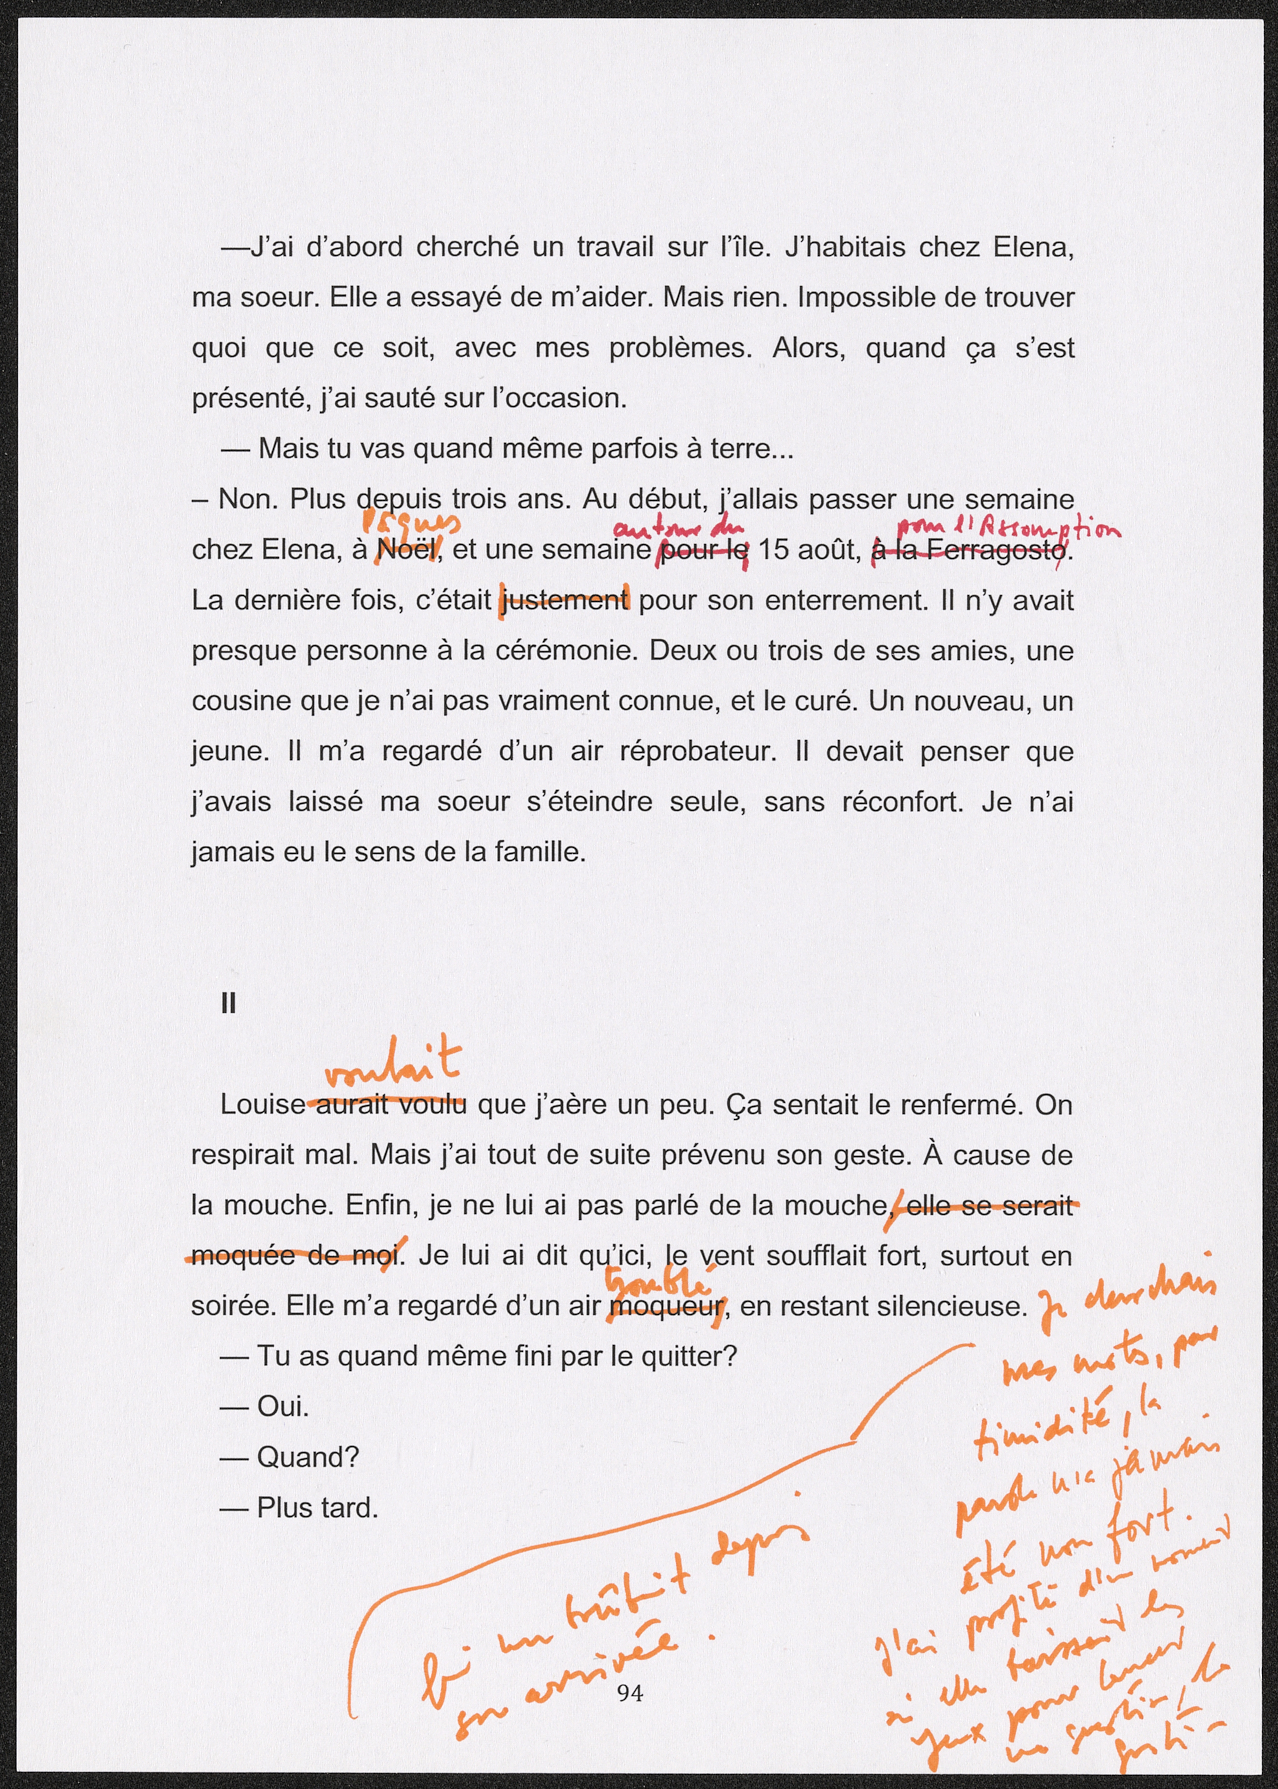 —J'ai d'abord cherché un travail sur l'île. J'habitais chez Elena,
ma soeur. Elle a essayé de m'aider. Mais rien. Impossible de trouver
quoi que ce soit, avec mes problèmes. Alors, quand ça s'est
présenté, j'ai sauté sur l'occasion.
— Mais tu vas quand même parfois à terre...
– Non. Plus depuis trois ans. Au début, j'allais passer une semaine
Pâques autour du pour l'Assomption
chez Elena, à Noël, et une semaine pour le 15 août, à la Ferragosto.
La dernière fois, c'était justement pour son enterrement. Il n'y avait
presque personne à la cérémonie. Deux ou trois de ses amies, une
cousine que je n'ai pas vraiment connue, et le curé. Un nouveau, un
jeune. Il m'a regardé d'un air réprobateur. Il devait penser que
j'avais laissé ma soeur s'éteindre seule, sans réconfort. Je n'ai
jamais eu le sens de la famille.
II
voulait
Louise aurait voulu que j'aère un peu. Ça sentait le renfermé. On
respirait mal. Mais j'ai tout de suite prévenu son geste. À cause de
la mouche. Enfin, je ne lui ai pas parlé de la mouche, elle se serait
moquée de moi. Je lui ai dit qu'ici, le vent soufflait fort, surtout en
troublé
soirée. Elle m'a regardé d'un air moqueur, en restant silencieuse.
— Tu as quand même fini par le quitter?
— Oui.
— Quand?
— Plus tard.
Je cherchais
mes mots, par
timidité, la
parole n'a jamais
été mon fort.
J'ai profité d'un moment
où elle baissait les
yeux pour lancer
ma question, la
question
qui me brûlait depuis
son arrivée.
94